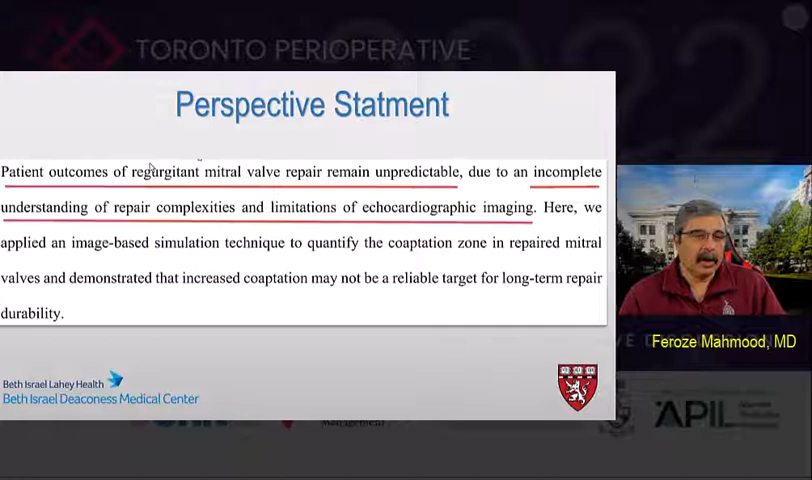 TORONTO PERIOPERATIVE
2022
Perspective Statment
Patient outcomes of regurgitant mitral valve repair remain unpredictable, due to an incomplete
understanding of repair complexities and limitations of echocardiographic imaging. Here, we
applied an image-based simulation technique to quantify the coaptation zone in repaired mitral
valves and demonstrated that increased coaptation may not be a reliable target for long-term repair
durability.
Feroze Mahmood, MD
Beth Israel Lahey Health
Beth Israel Deaconess Medical Center
Management
APIL